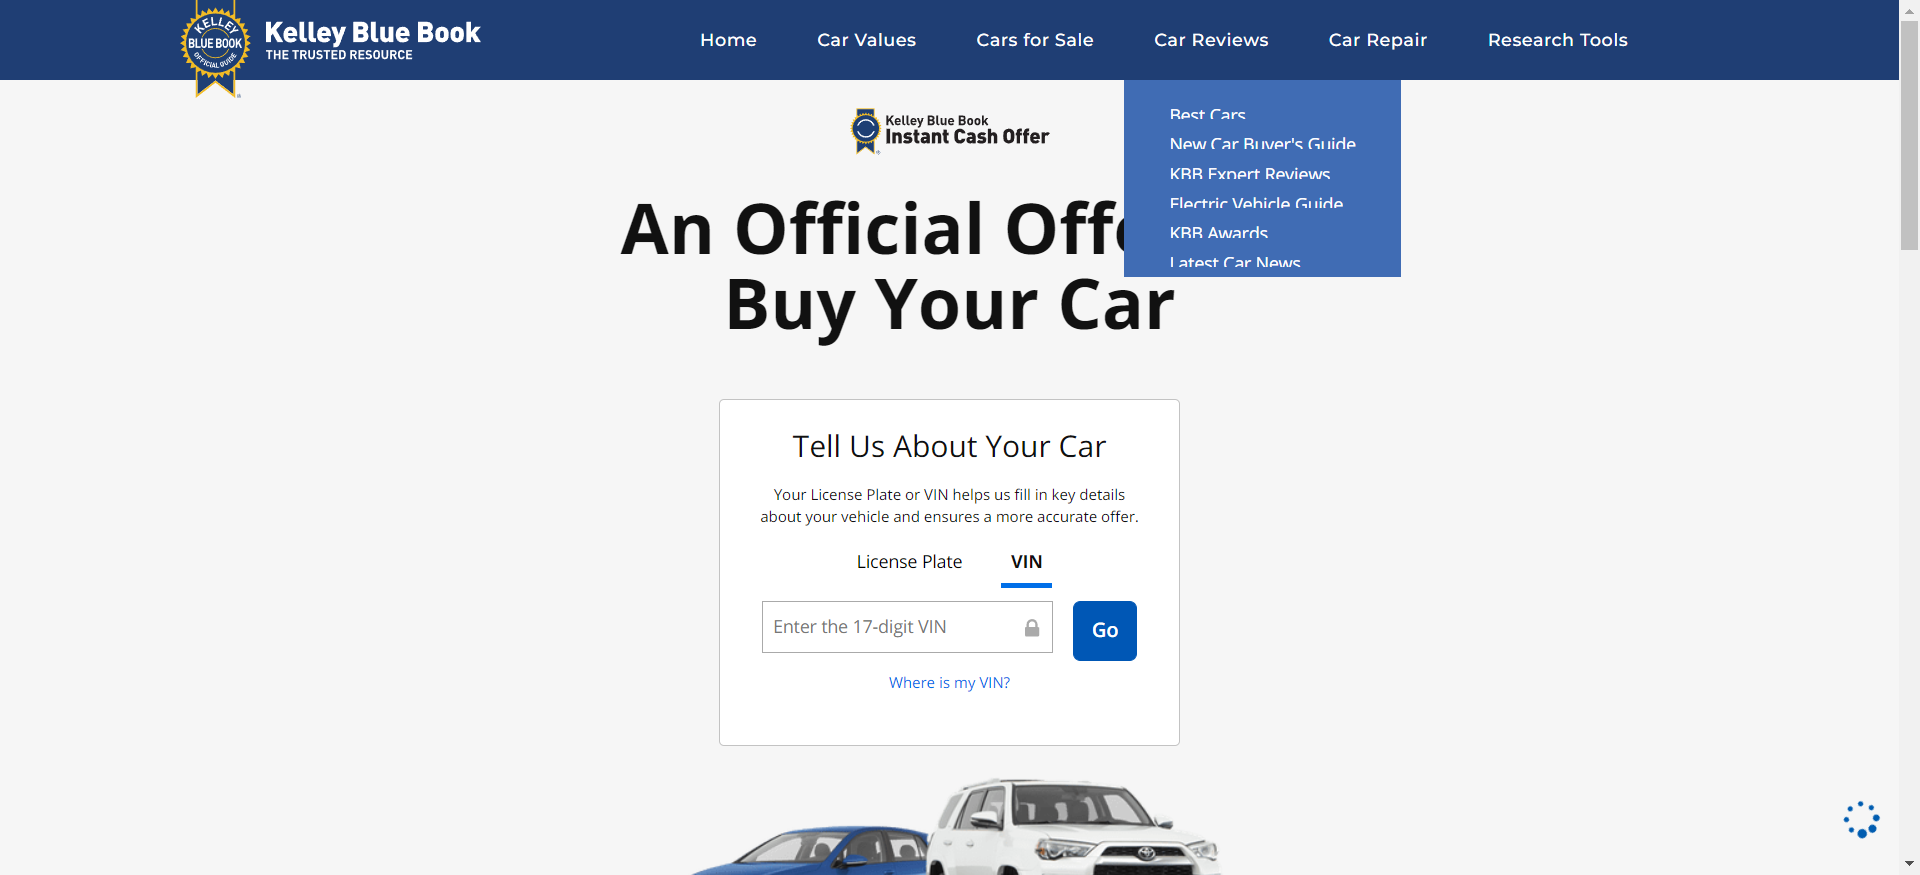 KELLEY
BLUE BOOK
OFFICIAL GUIDE
Kelley Blue Book
THE TRUSTED RESOURCE
Home
Car Values
Cars for Sale
Car Reviews
Car Repair
Research Tools
Best Cars
New Car Buyer's Guide
KBB Expert Reviews
Electric Vehicle Guide
KBB Awards
Latest Car News
Kelley Blue Book
Instant Cash Offer
An Official Offe
Buy Your Car
Tell Us About Your Car
Your License Plate or VIN helps us fill in key details
about your vehicle and ensures a more accurate offer.
License Plate
VIN
Enter the 17-digit VIN
Go
Where is my VIN?